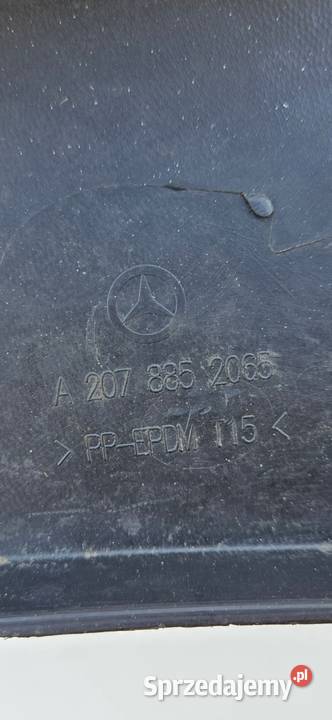 A 207 885 2065
> PP-EPDM T15 <
Sprzedajemy.pl